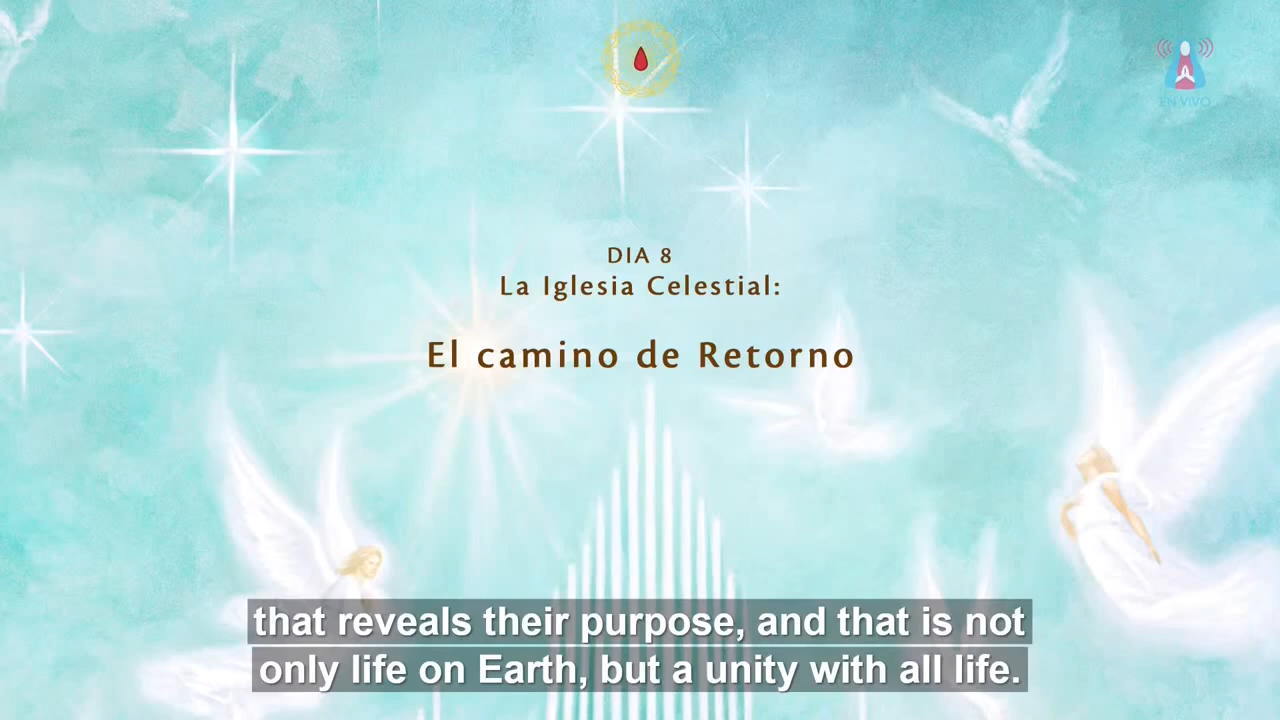 EN VIVO
DIA 8
La Iglesia Celestial:
El camino de Retorno
that reveals their purpose, and that is not
only life on Earth, but a unity with all life.